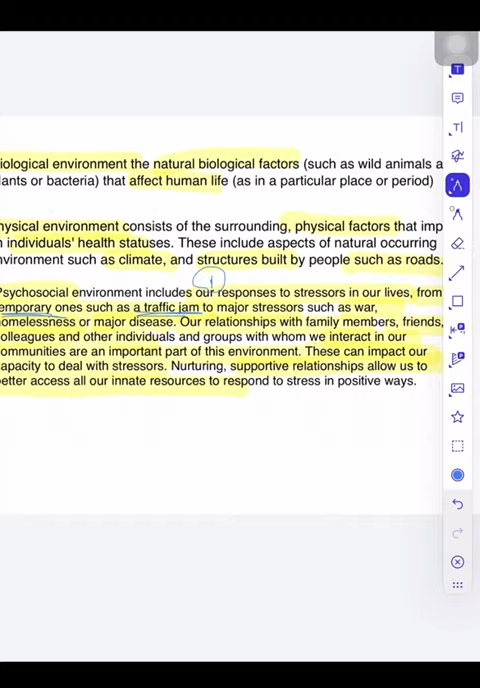 iological environment the natural biological factors (such as wild animals a
lants or bacteria) that affect human life (as in a particular place or period)
hysical environment consists of the surrounding, physical factors that imp
n individuals' health statuses. These include aspects of natural occurring
nvironment such as climate, and structures built by people such as roads.
Psychosocial environment includes our responses to stressors in our lives, from
emporary ones such as a traffic jam to major stressors such as war,
homelessness or major disease. Our relationships with family members, friends,
olleagues and other individuals and groups with whom we interact in our
ommunities are an important part of this environment. These can impact our
apacity to deal with stressors. Nurturing, supportive relationships allow us to
etter access all our innate resources to respond to stress in positive ways.